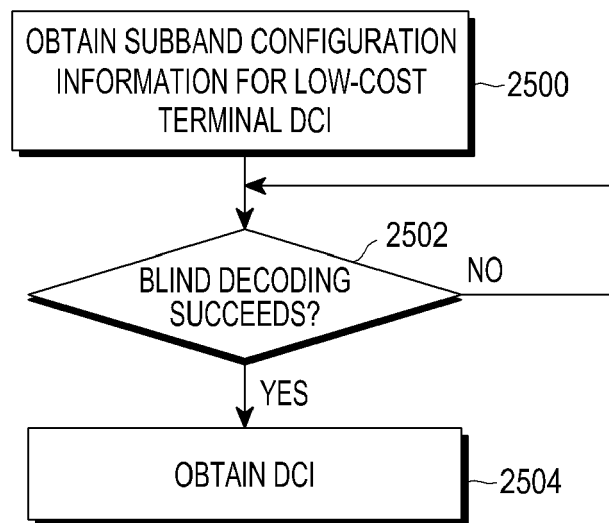 OBTAIN SUBBAND CONFIGURATION
INFORMATION FOR LOW-COST
TERMINAL DCI
2500
2502
BLIND DECODING
SUCCEEDS?
NO
YES
OBTAIN DCI
2504